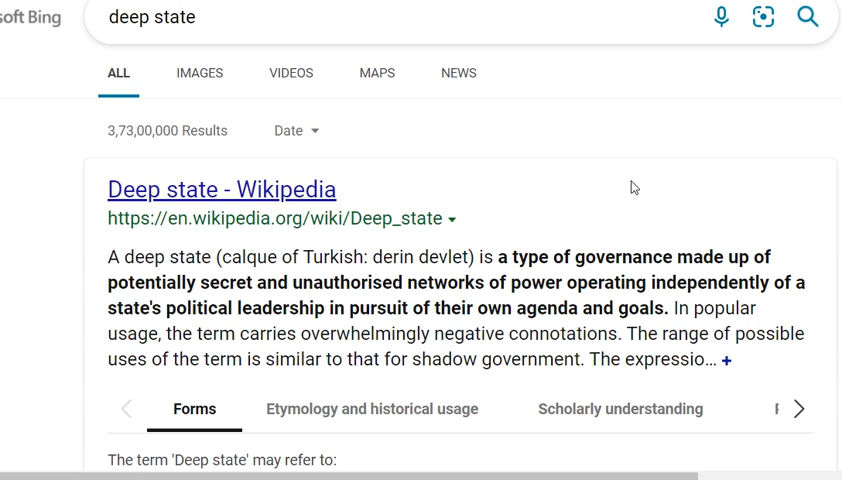 soft Bing
deep state
ALL IMAGES VIDEOS MAPS NEWS
3,73,00,000 Results Date
Deep state - Wikipedia
https://en.wikipedia.org/wiki/Deep_state
A deep state (calque of Turkish: derin devlet) is a type of governance made up of
potentially secret and unauthorised networks of power operating independently of a
state's political leadership in pursuit of their own agenda and goals. In popular
usage, the term carries overwhelmingly negative connotations. The range of possible
uses of the term is similar to that for shadow government. The expressio... +
Forms Etymology and historical usage Scholarly understanding
The term 'Deep state' may refer to: